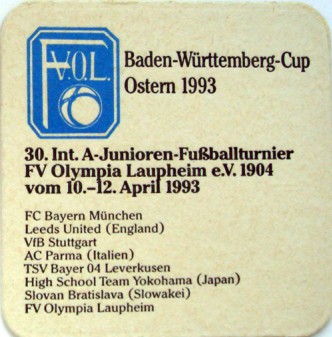 F.V.O.L.
Baden-Württemberg-Cup
Ostern 1993
30. Int. A-Junioren-Fußballturnier
FV Olympia Laupheim e.V. 1904
vom 10.–12. April 1993
FC Bayern München
Leeds United (England)
VfB Stuttgart
AC Parma (Italien)
TSV Bayer 04 Leverkusen
High School Team Yokohama (Japan)
Slovan Bratislava (Slowakei)
FV Olympia Laupheim